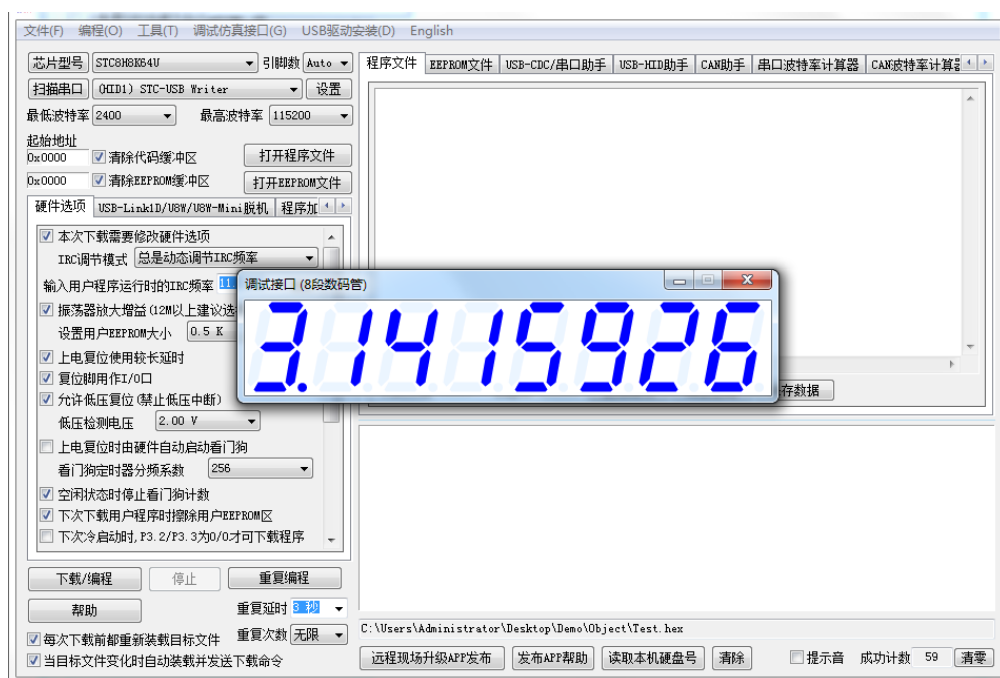 文件(F) 编程(O) 工具(T) 调试仿真接口(G) USB驱动安装(D) English
芯片型号 STC8H8K64U 引脚数 Auto
扫描串口 (HID1) STC-USB Writer 设置
最低波特率 2400 最高波特率 115200
起始地址
0x0000 清除代码缓冲区 打开程序文件
0x0000 清除EEPROM缓冲区 打开EEPROM文件
硬件选项 USB-Link1D/U8W/U8W-Mini脱机 程序加
本次下载需要修改硬件选项
IRC调节模式 总是动态调节IRC频率
输入用户程序运行时的IRC频率 11
振荡器放大增益(12M以上建议选
设置用户EEPROM大小 0.5 K
上电复位使用较长延时
复位脚用作I/O口
允许低压复位(禁止低压中断)
低压检测电压 2.00 V
上电复位时由硬件自动启动看门狗
看门狗定时器分频系数 256
空闲状态时停止看门狗计数
下次下载用户程序时擦除用户EEPROM区
下次冷启动时,P3.2/P3.3为0/0才可下载程序
下载/编程 停止 重复编程
帮助 重复延时 3 秒
每次下载前都重新装载目标文件 重复次数 无限
当目标文件变化时自动装载并发送下载命令
程序文件 EEPROM文件 USB-CDC/串口助手 USB-HID助手 CAN助手 串口波特率计算器 CAN波特率计算
调试接口 (8段数码管)
3.1415926
存数据
C:\Users\Administrator\Desktop\Demo\Object\Test.hex
远程现场升级APP发布 发布APP帮助 读取本机硬盘号 清除 提示音 成功计数 59 清零